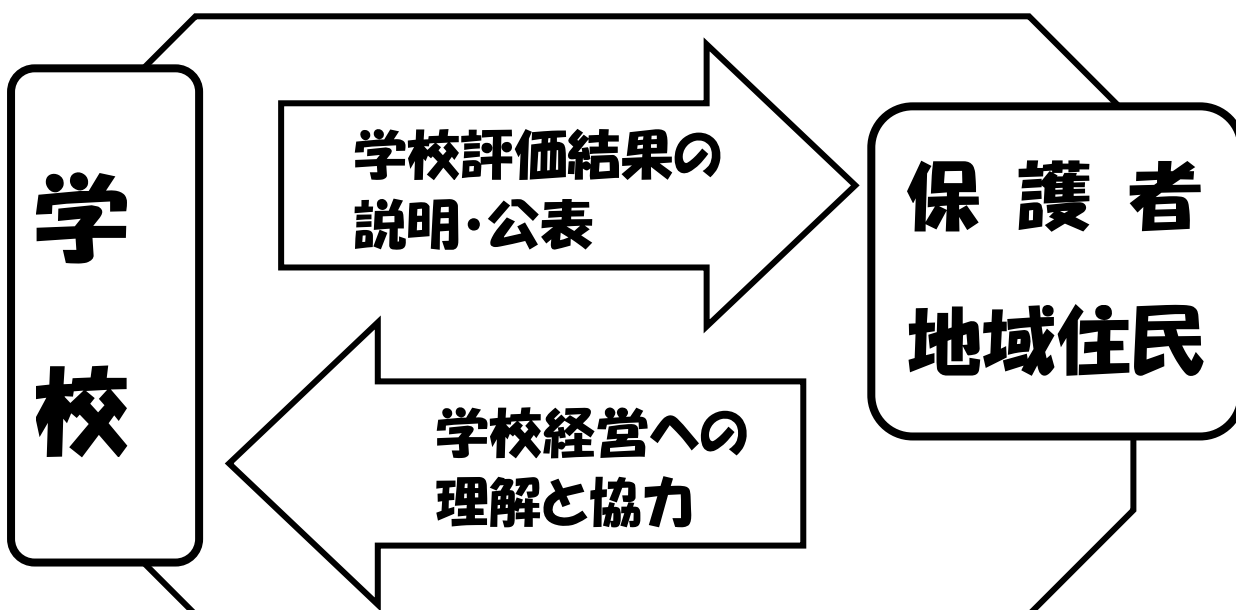 学校
学校評価結果の
説明・公表
保護者
地域住民
学校経営への
理解と協力